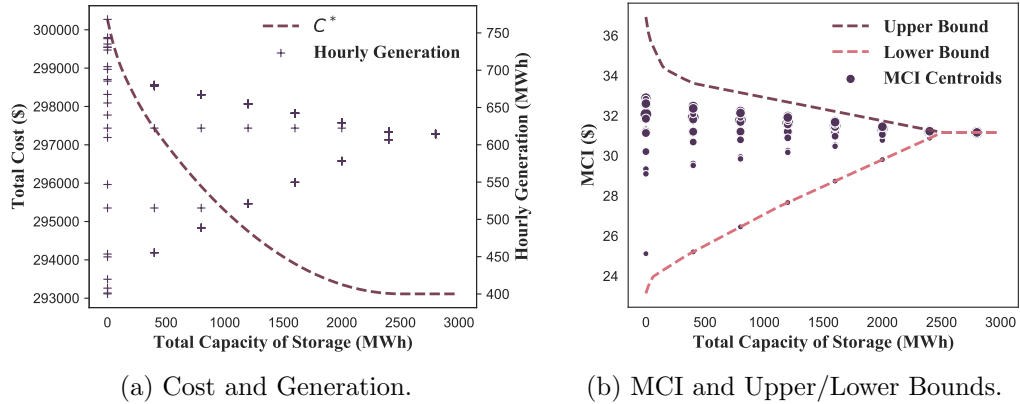 300000
299000
298000
297000
296000
295000
294000
293000
Total Cost ($)
C*
Hourly Generation
750
700
650
600
550
500
450
400
Hourly Generation (MWh)
0 500 1000 1500 2000 2500 3000
Total Capacity of Storage (MWh)
(a) Cost and Generation.
36
34
32
30
28
26
24
MCI ($)
Upper Bound
Lower Bound
MCI Centroids
0 500 1000 1500 2000 2500 3000
Total Capacity of Storage (MWh)
(b) MCI and Upper/Lower Bounds.